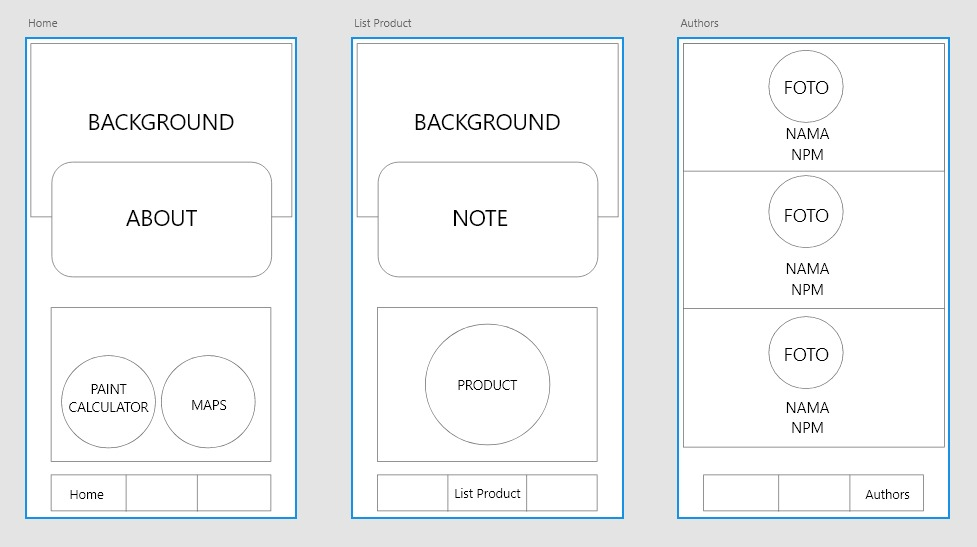 Home
BACKGROUND
ABOUT
PAINT
CALCULATOR
MAPS
Home
List Product
BACKGROUND
NOTE
PRODUCT
List Product
Authors
FOTO
NAMA
NPM
FOTO
NAMA
NPM
FOTO
NAMA
NPM
Authors